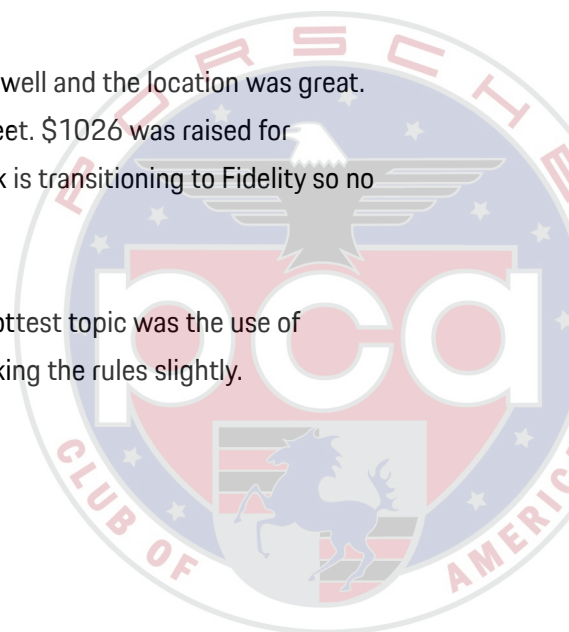 well and the location was great.
eet. $1026 was raised for
is transitioning to Fidelity so no
ottest topic was the use of
king the rules slightly.
PORSCHE
pca
CLUB OF AMERICA